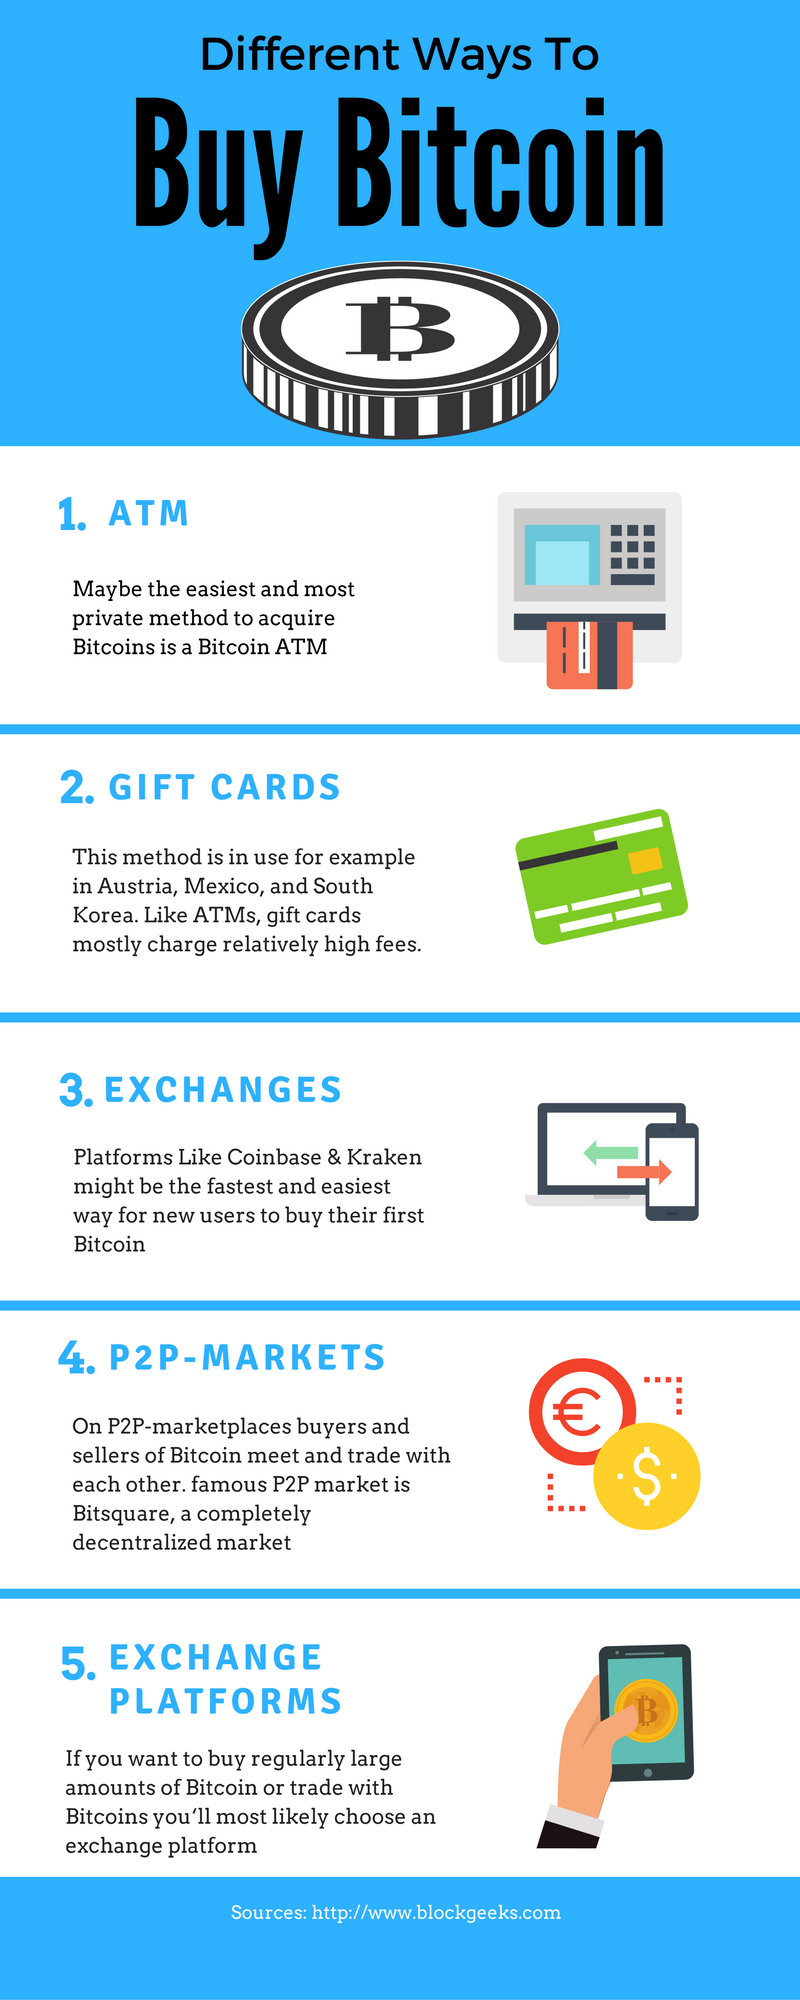 Different Ways To
Buy Bitcoin
B
1. ATM
Maybe the easiest and most
private method to acquire
Bitcoins is a Bitcoin ATM
2. GIFT CARDS
This method is in use for example
in Austria, Mexico, and South
Korea. Like ATMs, gift cards
mostly charge relatively high fees.
3. EXCHANGES
Platforms Like Coinbase & Kraken
might be the fastest and easiest
way for new users to buy their first
Bitcoin
4. P2P-MARKETS
On P2P-marketplaces buyers and
sellers of Bitcoin meet and trade with
each other. famous P2P market is
Bitsquare, a completely
decentralized market
€
$
5. EXCHANGE
PLATFORMS
B
If you want to buy regularly large
amounts of Bitcoin or trade with
Bitcoins you‘ll most likely choose an
exchange platform
Sources: http://www.blockgeeks.com